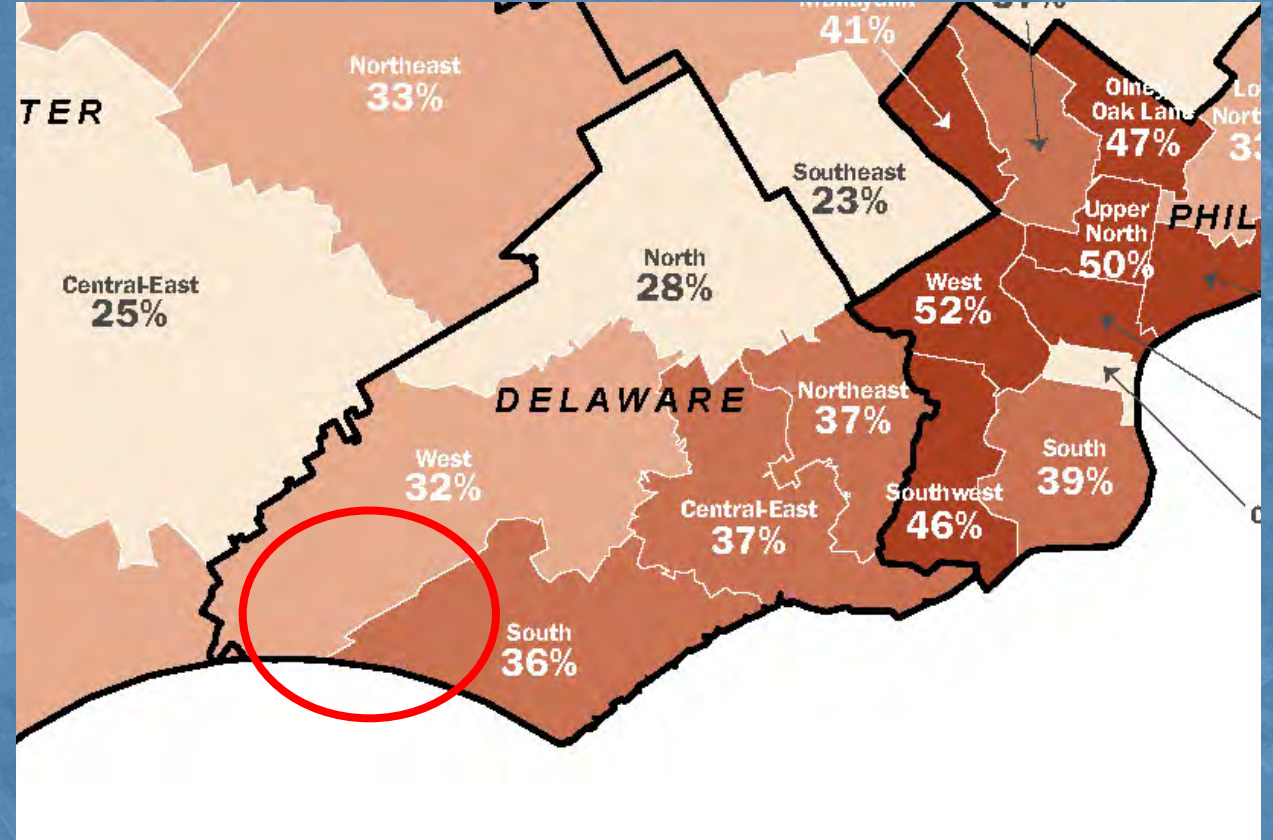 41%
Northeast
33%
TER
Oak Lane
47%
Southeast
23%
Upper
North
50%
PHIL
North
28%
Central-East
25%
West
52%
DELAWARE
Northeast
37%
West
32%
South
39%
Southwest
46%
Central-East
37%
South
36%